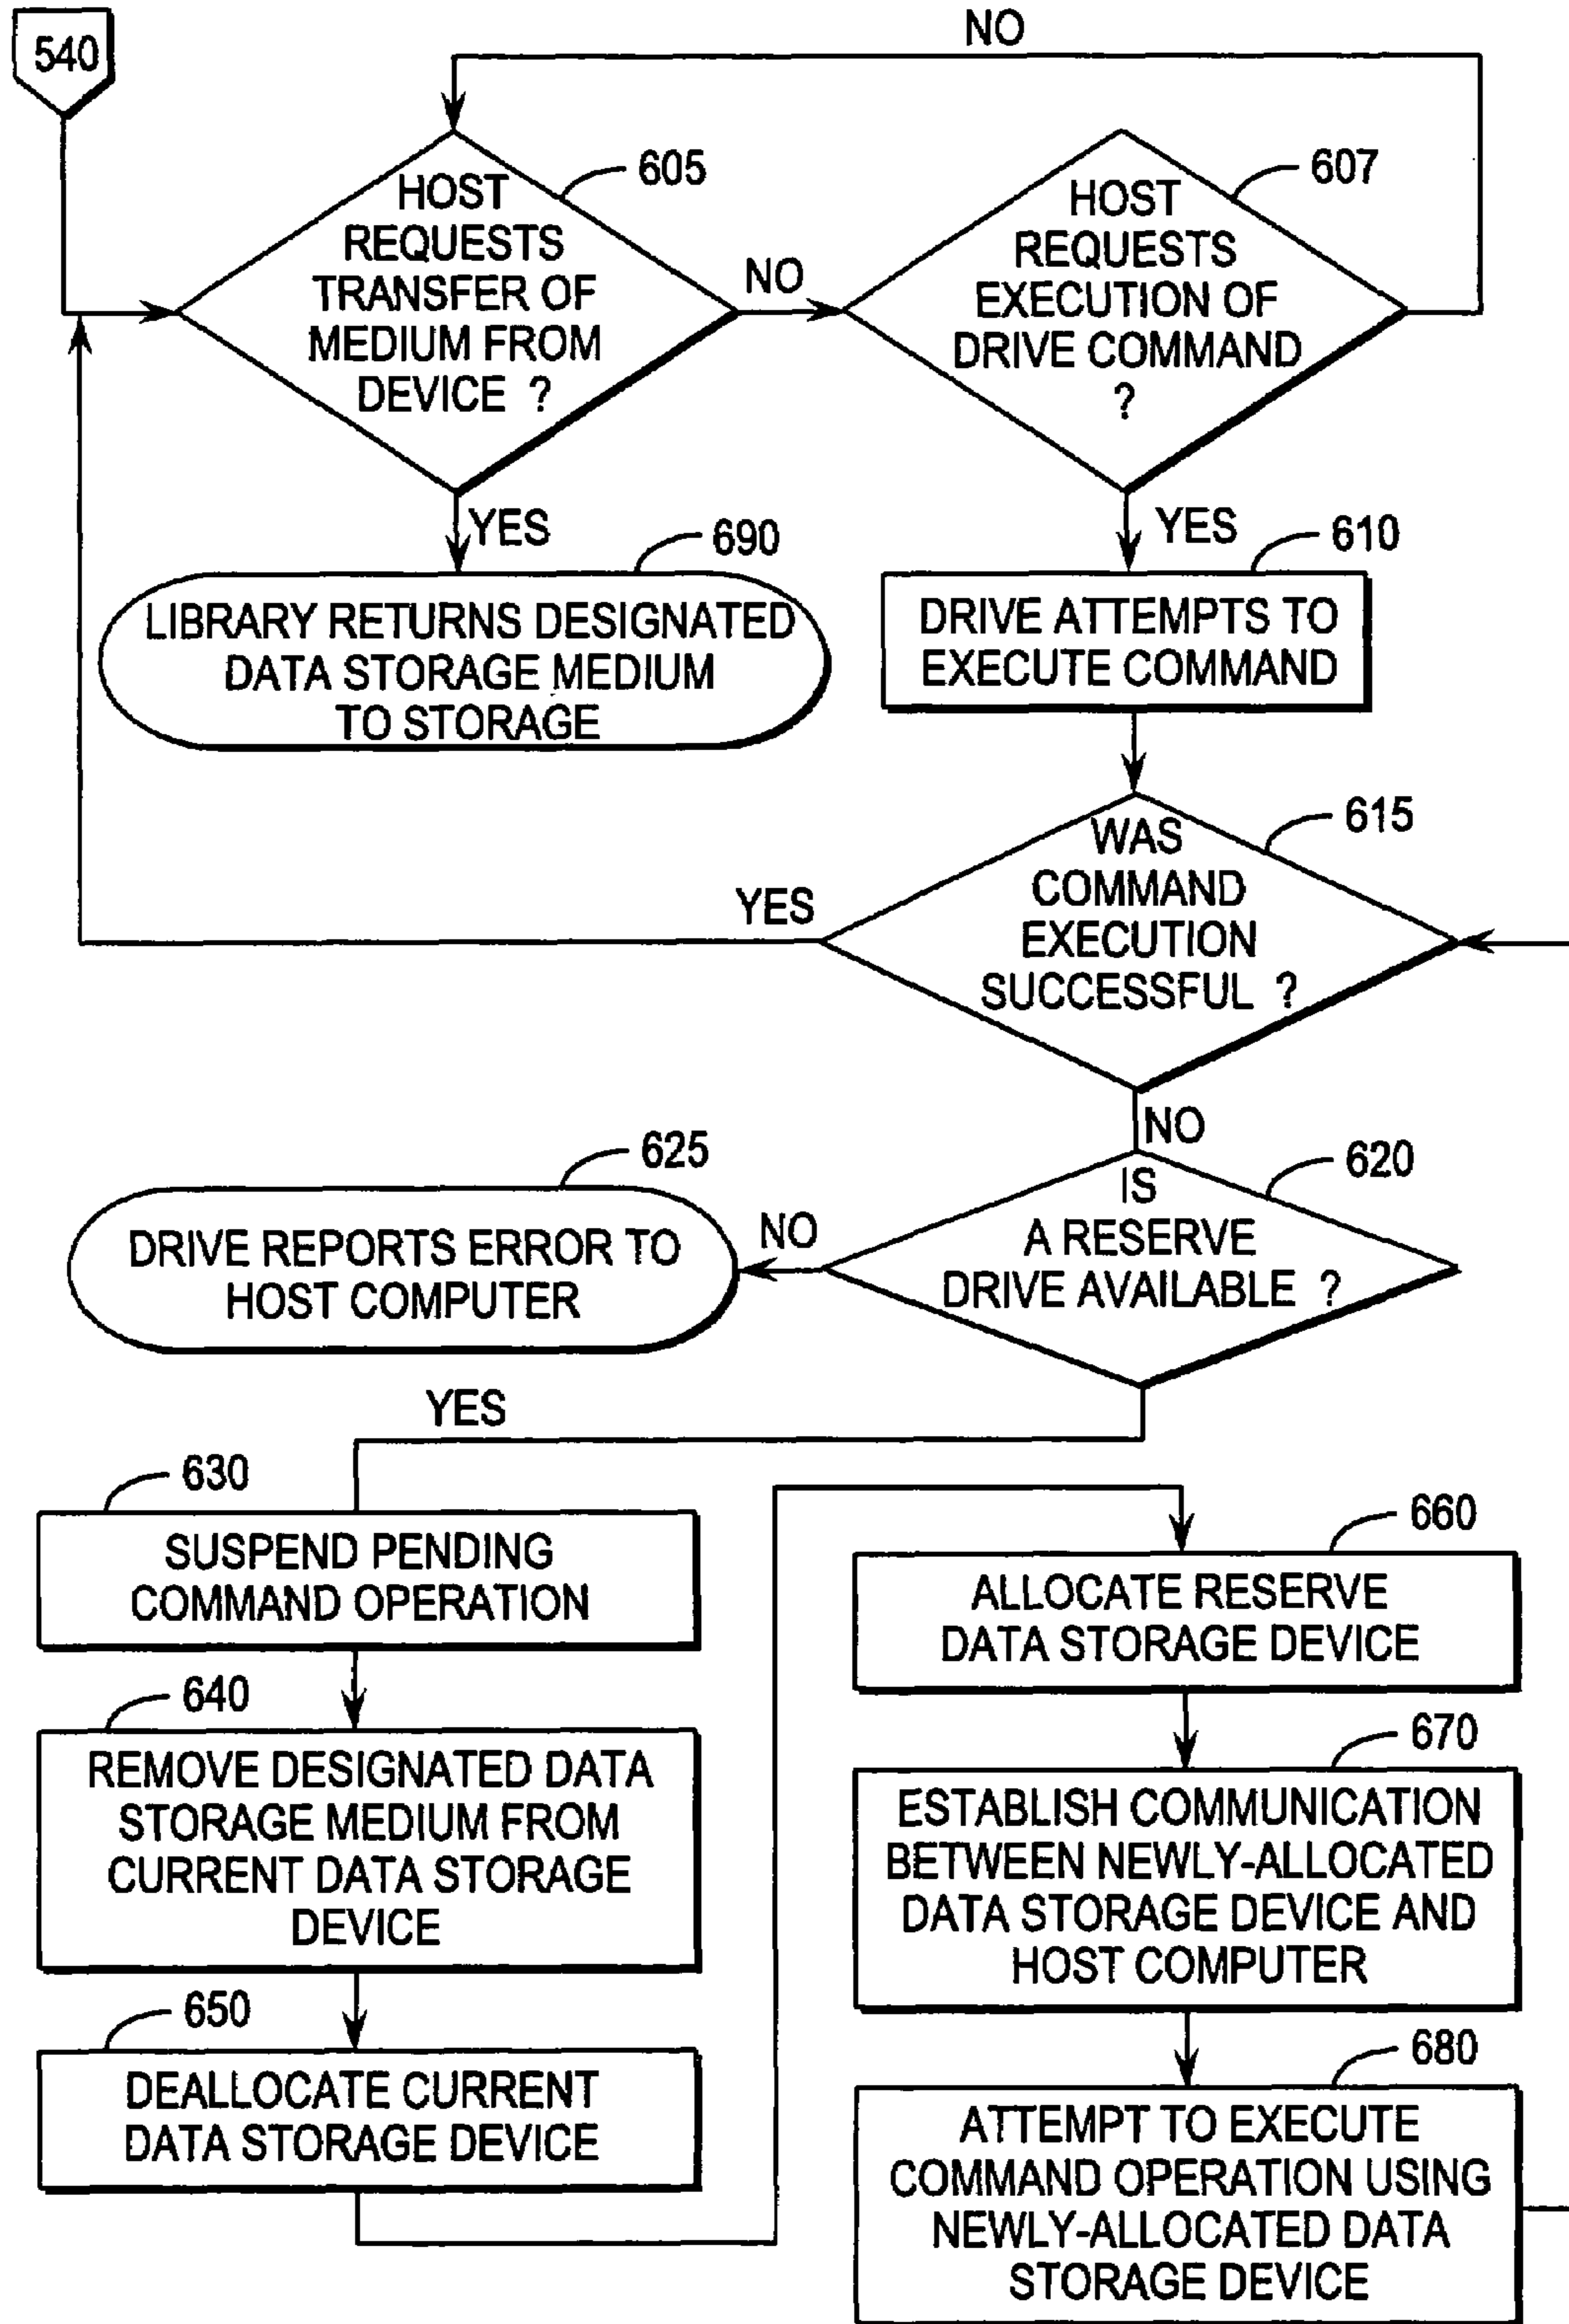 540
NO
HOST
REQUESTS
TRANSFER OF
MEDIUM FROM
DEVICE ?
605
NO
HOST
REQUESTS
EXECUTION OF
DRIVE COMMAND
?
607
YES
690
LIBRARY RETURNS DESIGNATED
DATA STORAGE MEDIUM
TO STORAGE
YES
610
DRIVE ATTEMPTS TO
EXECUTE COMMAND
615
WAS
COMMAND
EXECUTION
SUCCESSFUL ?
YES
NO
620
IS
A RESERVE
DRIVE AVAILABLE ?
NO
625
DRIVE REPORTS ERROR TO
HOST COMPUTER
YES
630
SUSPEND PENDING
COMMAND OPERATION
640
REMOVE DESIGNATED DATA
STORAGE MEDIUM FROM
CURRENT DATA STORAGE
DEVICE
650
DEALLOCATE CURRENT
DATA STORAGE DEVICE
660
ALLOCATE RESERVE
DATA STORAGE DEVICE
670
ESTABLISH COMMUNICATION
BETWEEN NEWLY-ALLOCATED
DATA STORAGE DEVICE AND
HOST COMPUTER
680
ATTEMPT TO EXECUTE
COMMAND OPERATION USING
NEWLY-ALLOCATED DATA
STORAGE DEVICE